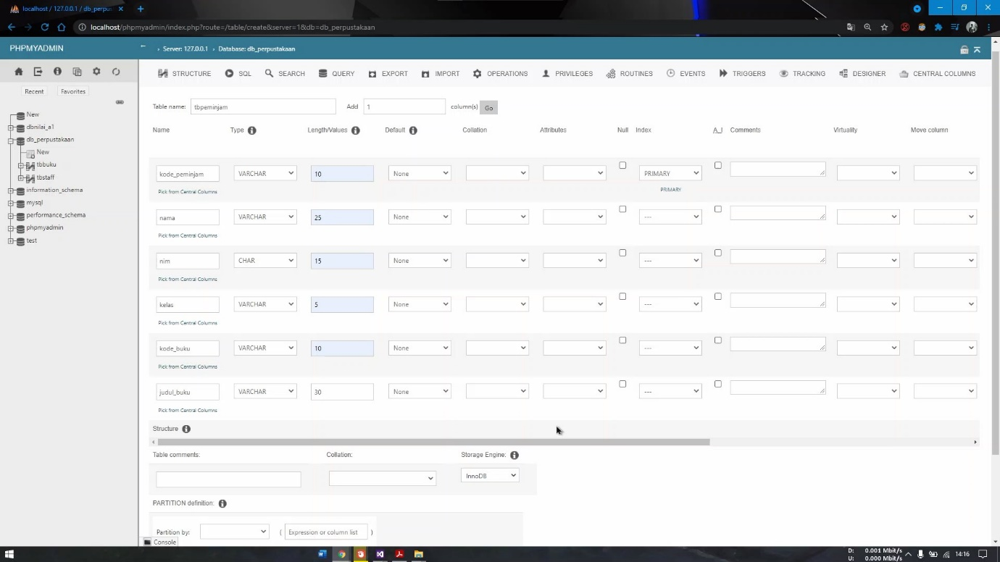 localhost / 127.0.0.1 / db_perpu
localhost/phpmyadmin/index.php?route=/table/create&server=1&db=db_perpustakaan
PHPMYADMIN
Server: 127.0.0.1 › Database: db_perpustakaan
STRUCTURE SQL SEARCH QUERY EXPORT IMPORT OPERATIONS PRIVILEGES ROUTINES EVENTS TRIGGERS TRACKING DESIGNER CENTRAL COLUMNS
Recent Favorites
New
dbnilai_a1
db_perpustakaan
New
tbbuku
tbstaff
information_schema
mysql
performance_schema
phpmyadmin
test
Table name: tbpeminjam Add 1 column(s) Go
Name Type Length/Values Default Collation Attributes Null Index A_I Comments Virtuality Move column
kode_peminjam VARCHAR 10 None PRIMARY
Pick from Central Columns PRIMARY
nama VARCHAR 25 None ---
Pick from Central Columns
nim CHAR 15 None ---
Pick from Central Columns
kelas VARCHAR 5 None ---
Pick from Central Columns
kode_buku VARCHAR 10 None ---
Pick from Central Columns
judul_buku VARCHAR 30 None ---
Pick from Central Columns
Structure
Table comments: Collation: Storage Engine:
InnoDB
PARTITION definition:
Partition by: ( Expression or column list )
Console
D: 0.001 Mbit/s
U: 0.000 Mbit/s
14:16